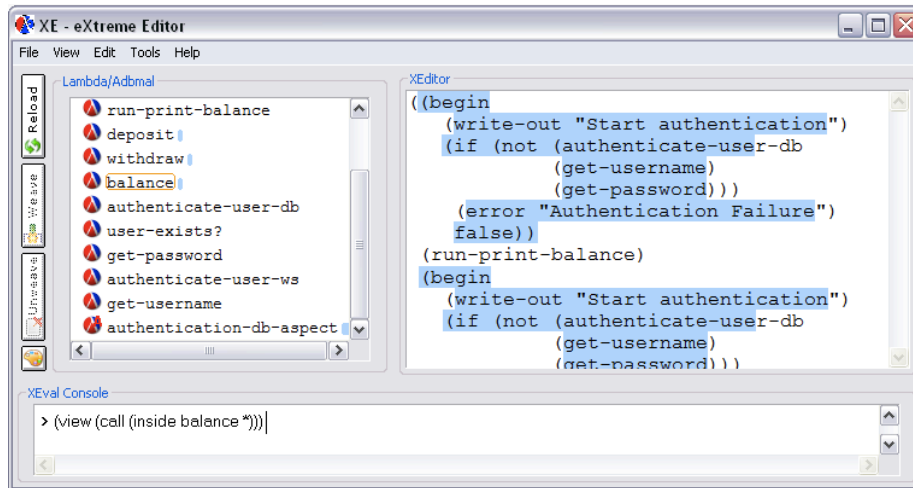 XE - eXtreme Editor
File View Edit Tools Help
Reload
Weave
Unweave
Lambda/Adbmal
run-print-balance
deposit
withdraw
balance
authenticate-user-db
user-exists?
get-password
authenticate-user-ws
get-username
authentication-db-aspect
XEditor
((begin
(write-out "Start authentication")
(if (not (authenticate-user-db
(get-username)
(get-password)))
(error "Authentication Failure")
false))
(run-print-balance)
(begin
(write-out "Start authentication")
(if (not (authenticate-user-db
(get-username)
(get-password)))
XEval Console
> (view (call (inside balance *)))